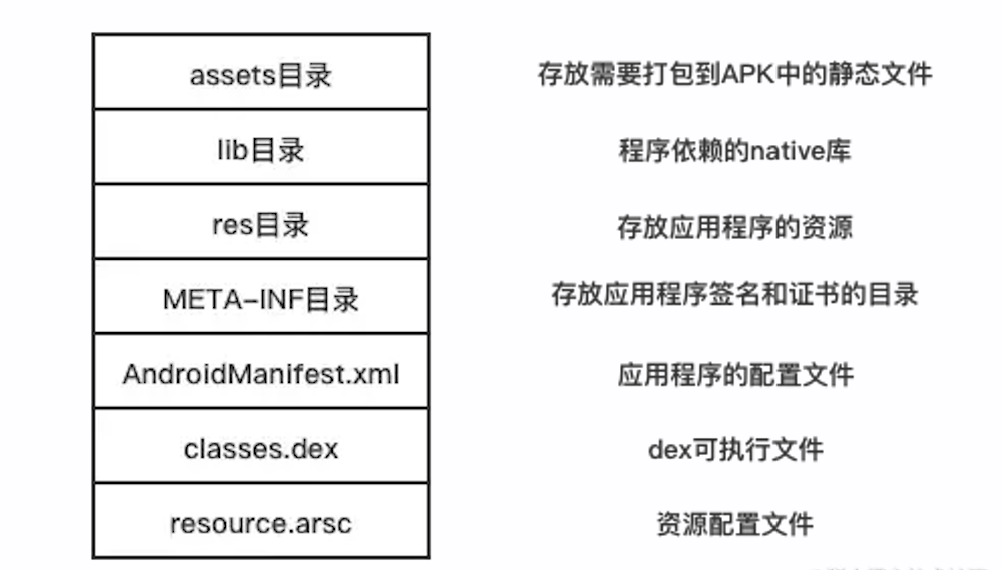 assets目录 存放需要打包到APK中的静态文件
lib目录 程序依赖的native库
res目录 存放应用程序的资源
META-INF目录 存放应用程序签名和证书的目录
AndroidManifest.xml 应用程序的配置文件
classes.dex dex可执行文件
resource.arsc 资源配置文件